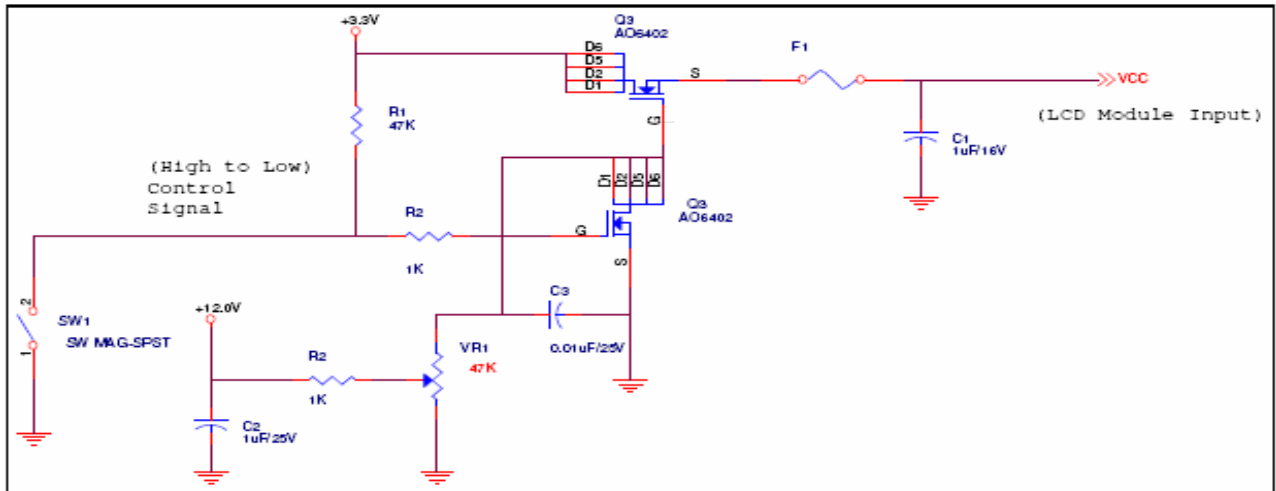 +3.3V
Q3
AO6402
F1
D6
D5
D2
D1
S
VCC
(LCD Module Input)
G
R1
47K
C1
1uF/16V
(High to Low)
Control
Signal
D1
D2
D5
D6
Q3
AO6402
R2
1K
G
S
2
1
SW1
SW MAG-SPST
+12.0V
C3
0.01uF/25V
VR1
47K
R2
1K
C2
1uF/25V